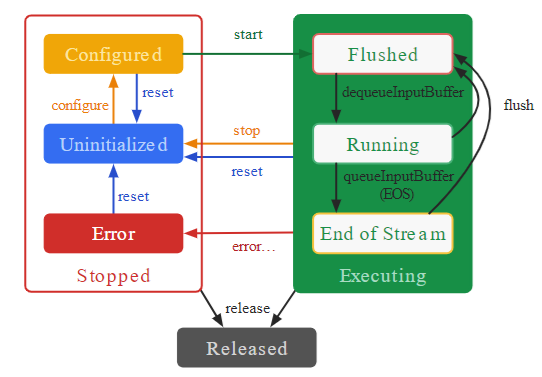 start
Configured
Flushed
configure
reset
dequeueInputBuffer
flush
stop
Uninitialized
Running
reset
queueInputBuffer
(EOS)
reset
Error
End of Stream
error...
Stopped
Executing
release
Released